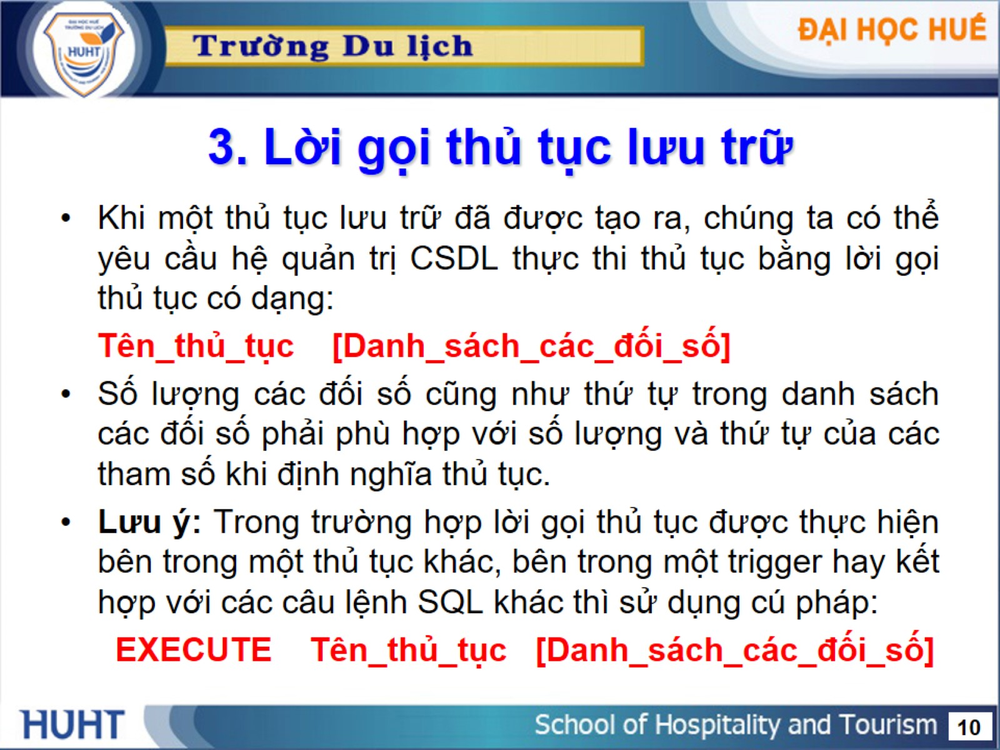 ĐẠI HỌC HUẾ
TRƯỜNG DU LỊCH
HUHT
Trường Du lịch
ĐẠI HỌC HUẾ
3. Lời gọi thủ tục lưu trữ
• Khi một thủ tục lưu trữ đã được tạo ra, chúng ta có thể
yêu cầu hệ quản trị CSDL thực thi thủ tục bằng lời gọi
thủ tục có dạng:
Tên_thủ_tục [Danh_sách_các_đối_số]
• Số lượng các đối số cũng như thứ tự trong danh sách
các đối số phải phù hợp với số lượng và thứ tự của các
tham số khi định nghĩa thủ tục.
• Lưu ý: Trong trường hợp lời gọi thủ tục được thực hiện
bên trong một thủ tục khác, bên trong một trigger hay kết
hợp với các câu lệnh SQL khác thì sử dụng cú pháp:
EXECUTE Tên_thủ_tục [Danh_sách_các_đối_số]
HUHT
School of Hospitality and Tourism
10